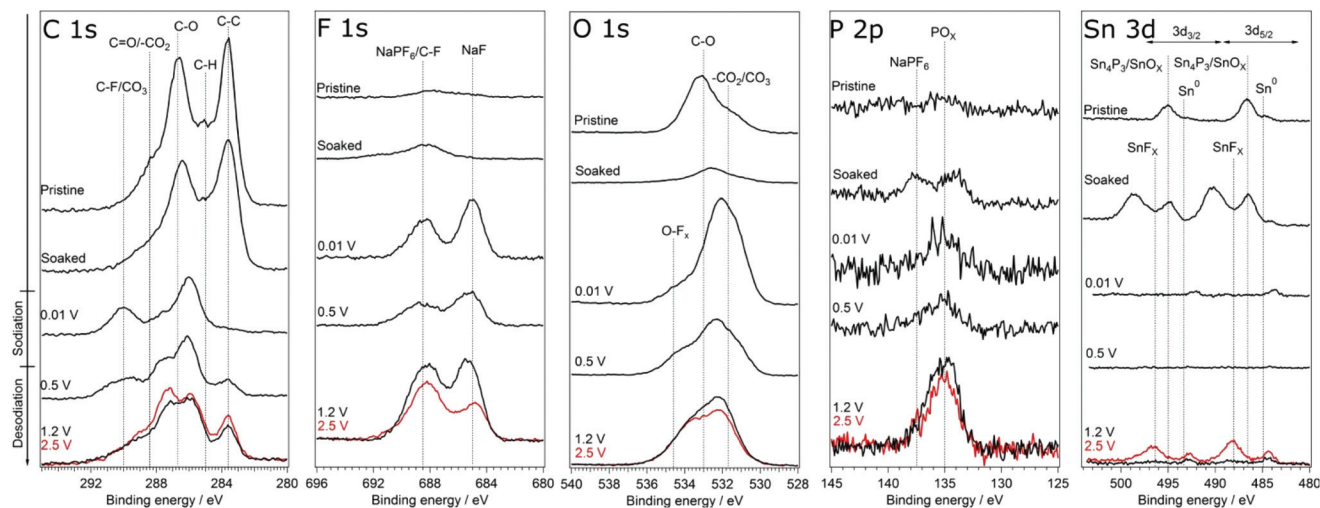 C 1s
C-O
C-C
C=O/-CO2
C-H
C-F/CO3
Pristine
Soaked
0.01 V
0.5 V
1.2 V
2.5 V
Sodiation
Desodiation
292 288 284 280
Binding energy / eV
F 1s
NaPF6/C-F
NaF
Pristine
Soaked
0.01 V
0.5 V
1.2 V
2.5 V
696 692 688 684 680
Binding energy / eV
O 1s
C-O
-CO2/CO3
Pristine
Soaked
O-Fx
0.01 V
0.5 V
1.2 V
2.5 V
540 536 534 532 530 528
Binding energy / eV
P 2p
POX
NaPF6
Pristine
Soaked
0.01 V
0.5 V
1.2 V
2.5 V
145 140 135 130 125
Binding energy / eV
Sn 3d
3d3/2
3d5/2
Sn4P3/SnOX
Sn4P3/SnOX
Sn0
Sn0
Pristine
SnFX
SnFX
Soaked
0.01 V
0.5 V
1.2 V
2.5 V
500 495 490 485 480
Binding energy / eV